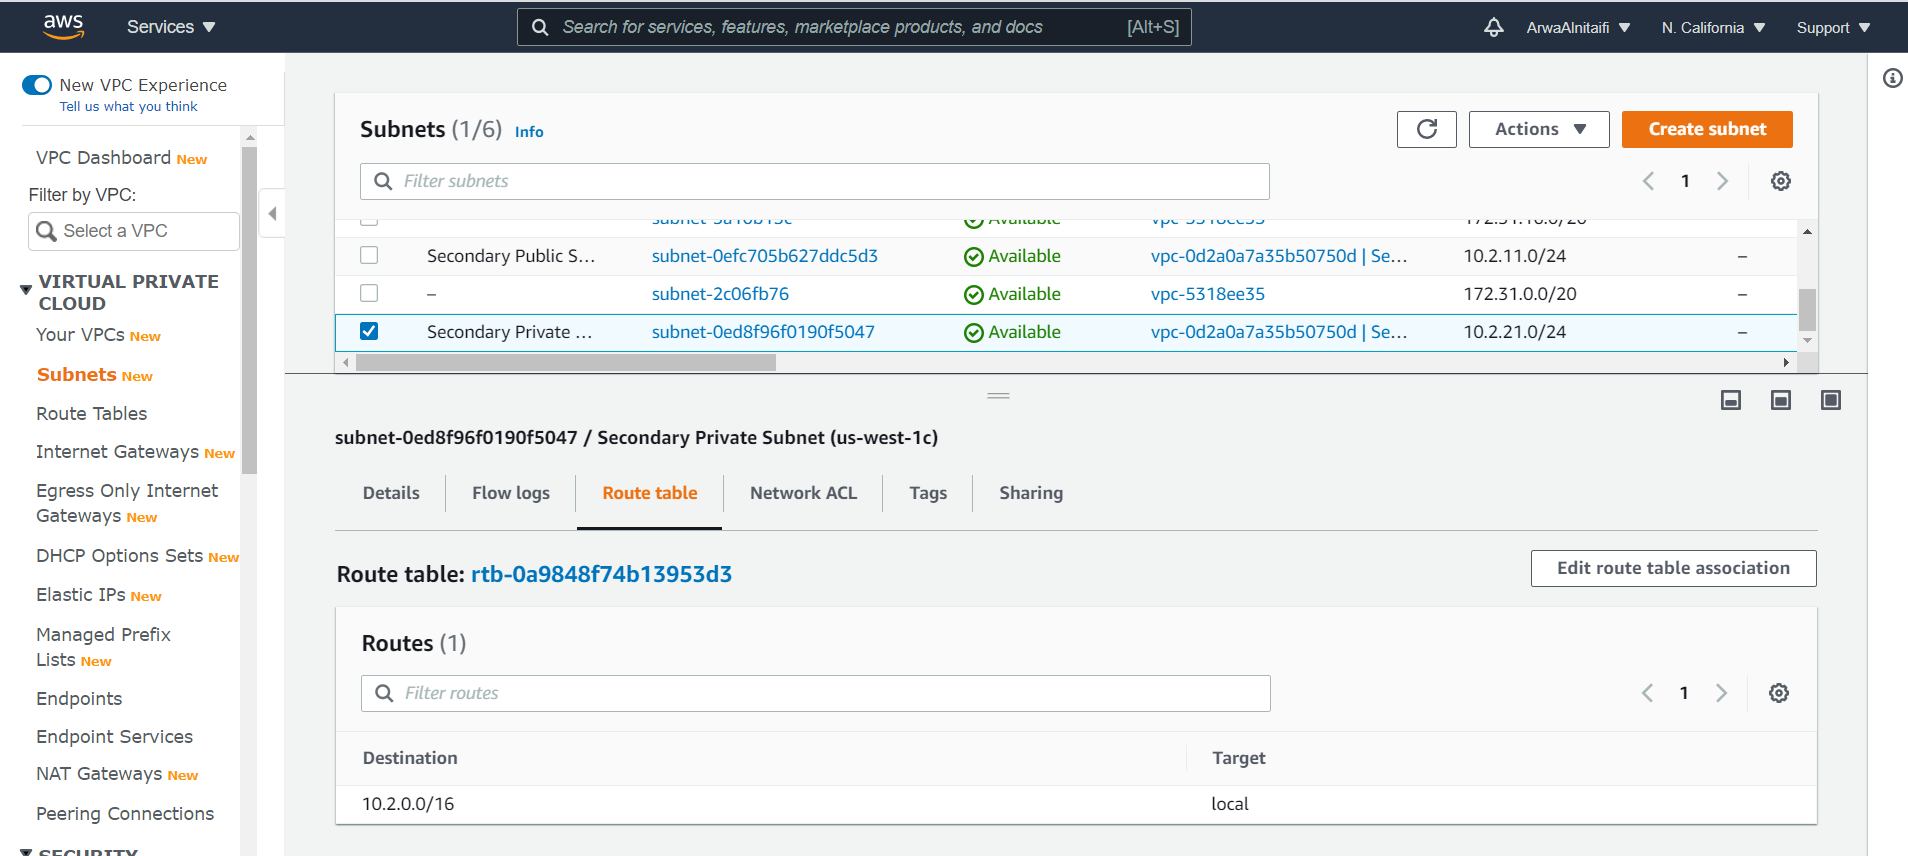 aws
Services
Search for services, features, marketplace products, and docs [Alt+S]
ArwaAlnitaifi
N. California
Support
New VPC Experience
Tell us what you think
VPC Dashboard New
Filter by VPC:
Select a VPC
VIRTUAL PRIVATE
CLOUD
Your VPCs New
Subnets New
Route Tables
Internet Gateways New
Egress Only Internet
Gateways New
DHCP Options Sets New
Elastic IPs New
Managed Prefix
Lists New
Endpoints
Endpoint Services
NAT Gateways New
Peering Connections
SECURITY
Subnets (1/6) Info
Actions
Create subnet
Filter subnets
1
Available
Secondary Public S... subnet-0efc705b627ddc5d3 Available vpc-0d2a0a7a35b50750d | Se... 10.2.11.0/24 –
– subnet-2c06fb76 Available vpc-5318ee35 172.31.0.0/20 –
Secondary Private ... subnet-0ed8f96f0190f5047 Available vpc-0d2a0a7a35b50750d | Se... 10.2.21.0/24 –
subnet-0ed8f96f0190f5047 / Secondary Private Subnet (us-west-1c)
Details
Flow logs
Route table
Network ACL
Tags
Sharing
Route table: rtb-0a9848f74b13953d3
Edit route table association
Routes (1)
Filter routes
1
Destination Target
10.2.0.0/16 local